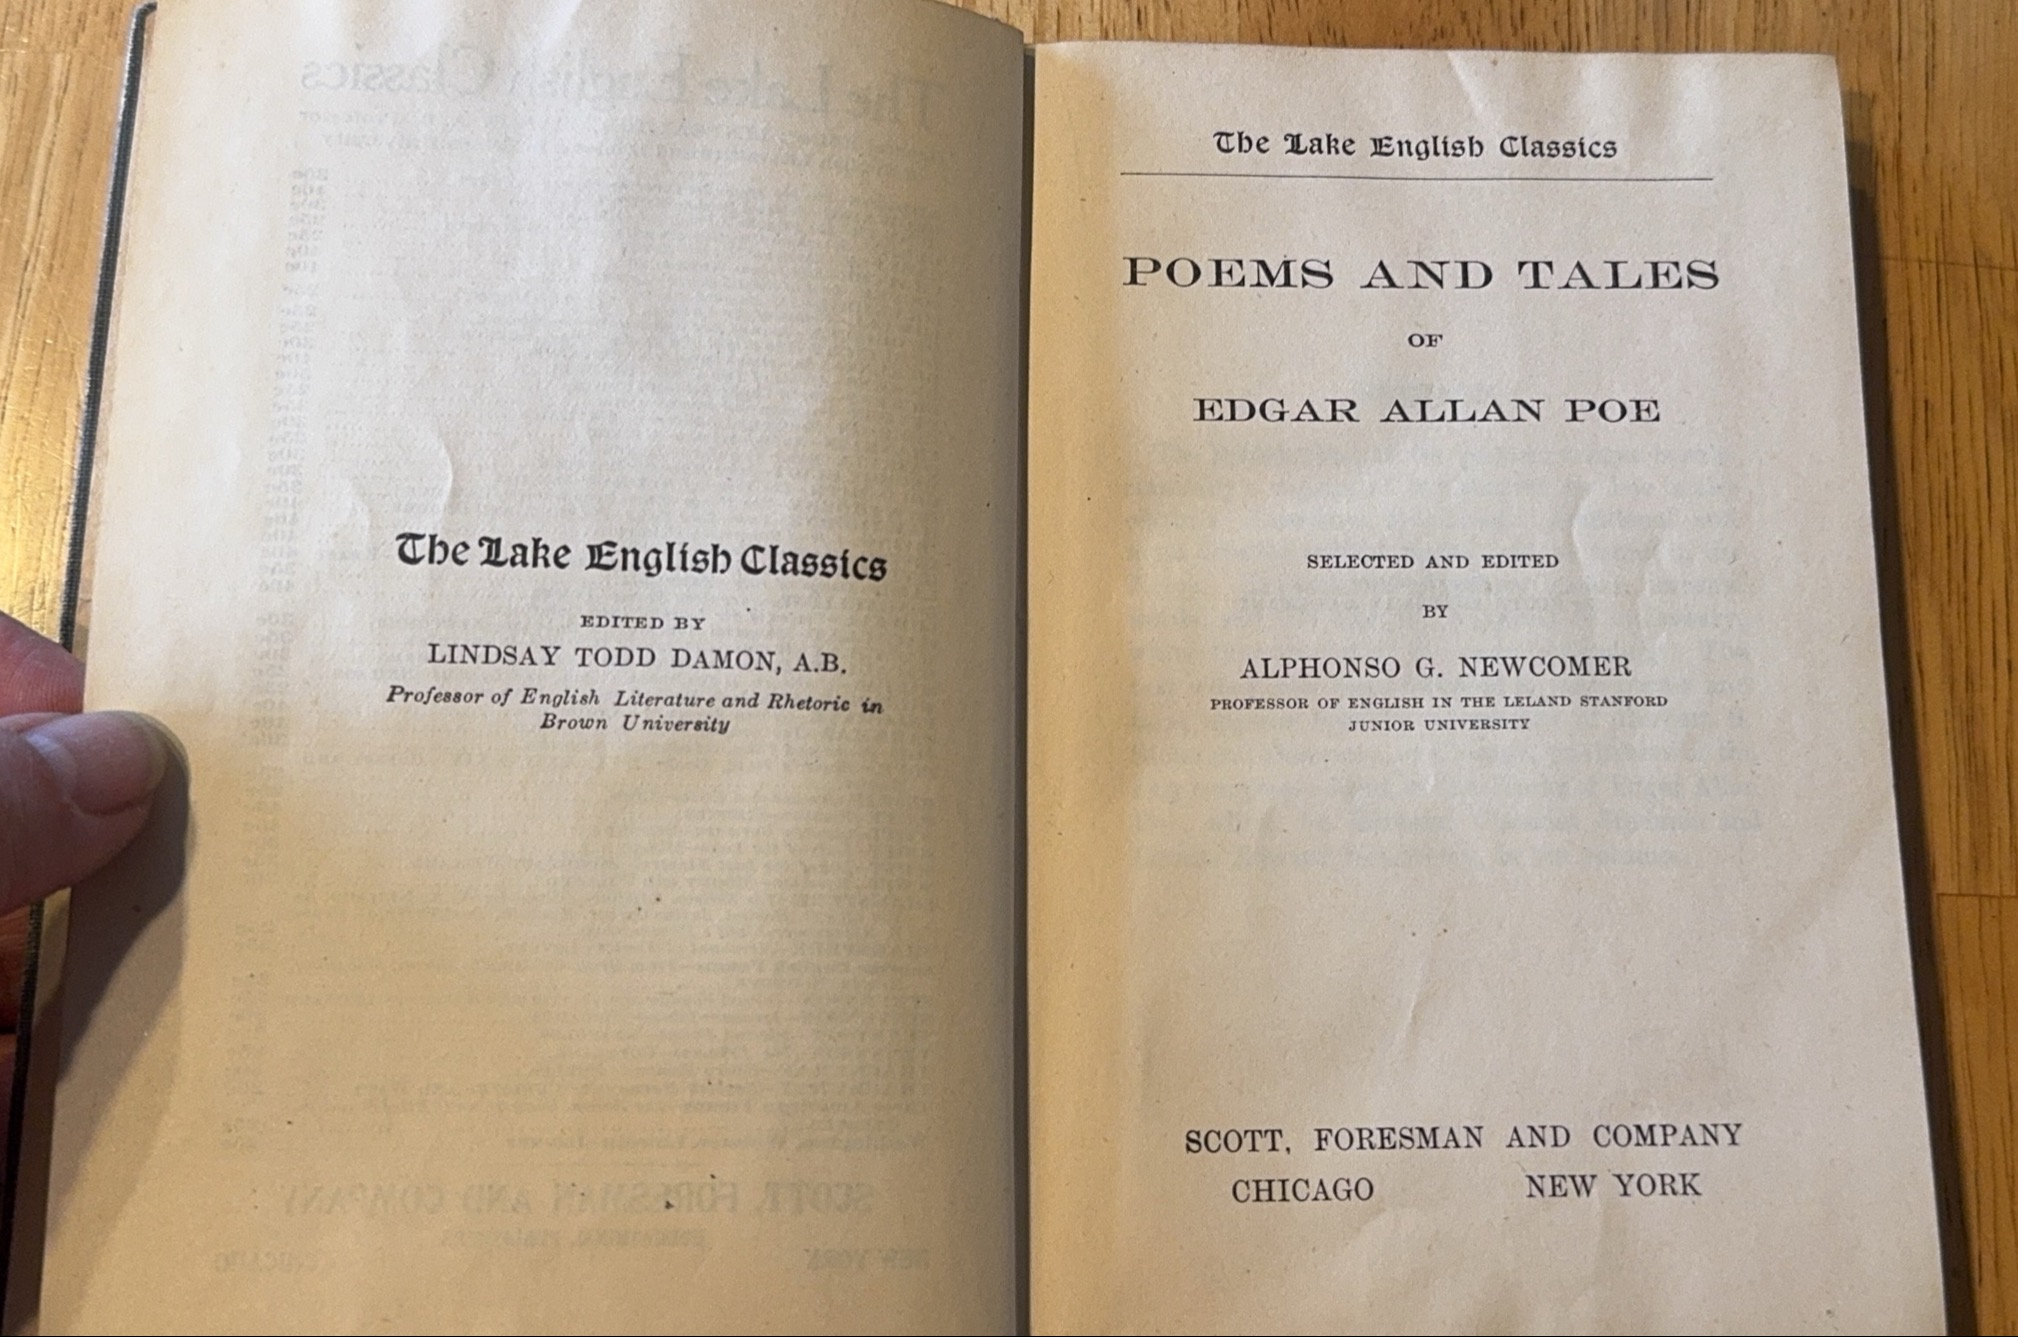 The Lake English Classics
EDITED BY
LINDSAY TODD DAMON, A.B.
Professor of English Literature and Rhetoric in
Brown University
The Lake English Classics
POEMS AND TALES
OF
EDGAR ALLAN POE
SELECTED AND EDITED
BY
ALPHONSO G. NEWCOMER
PROFESSOR OF ENGLISH IN THE LELAND STANFORD
JUNIOR UNIVERSITY
SCOTT, FORESMAN AND COMPANY
CHICAGO NEW YORK